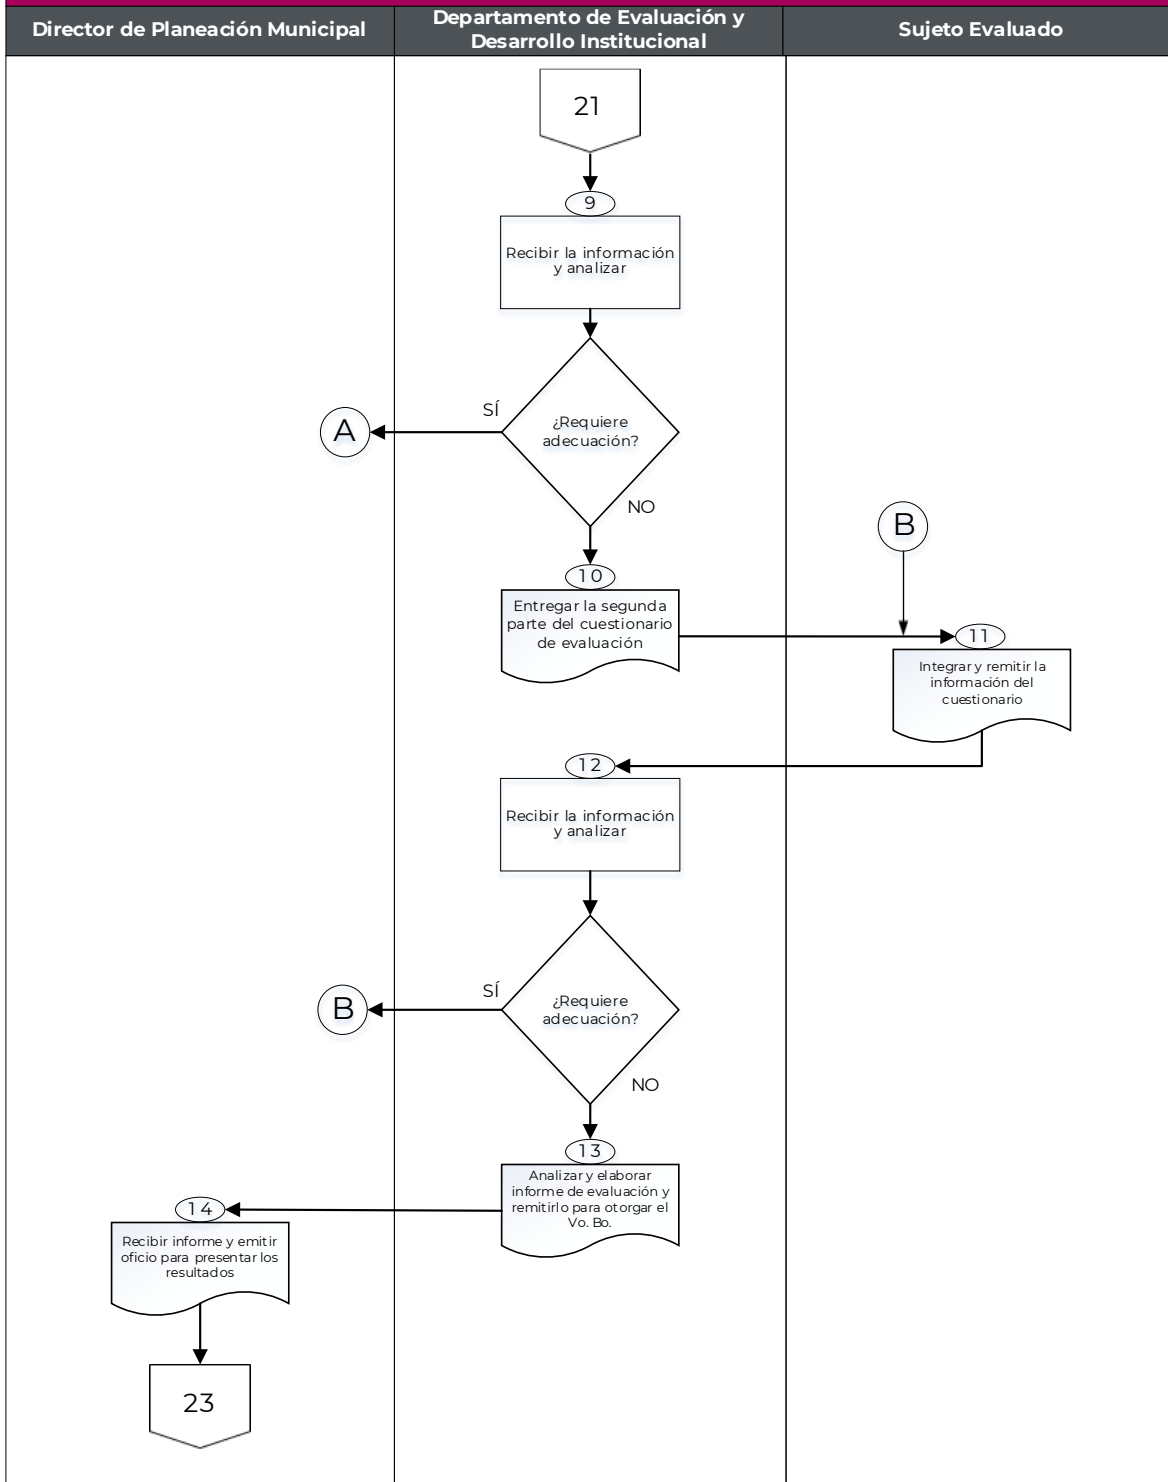 Director de Planeación Municipal
Departamento de Evaluación y
Desarrollo Institucional
Sujeto Evaluado
21
9
Recibir la información
y analizar
¿Requiere
adecuación?
SÍ
A
NO
B
10
Entregar la segunda
parte del cuestionario
de evaluación
11
Integrar y remitir la
información del
cuestionario
12
Recibir la información
y analizar
¿Requiere
adecuación?
SÍ
B
NO
13
Analizar y elaborar
informe de evaluación y
remitirlo para otorgar el
Vo. Bo.
14
Recibir informe y emitir
oficio para presentar los
resultados
23